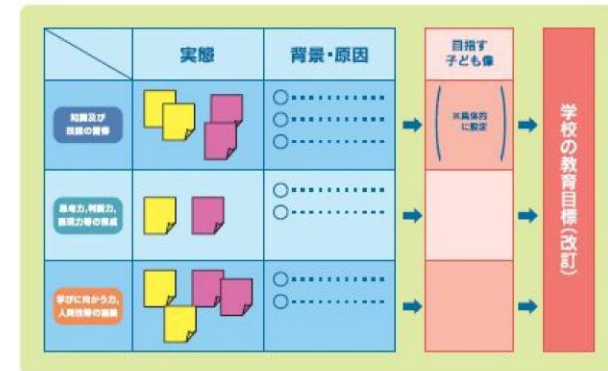 実態
背景・原因
目指す
子ども像
知識及び
技能の習得
※具体的
に設定
思考力,判断力,
表現力等の育成
学びに向かう力,
人間性等の涵養
学校の教育目標(改訂)